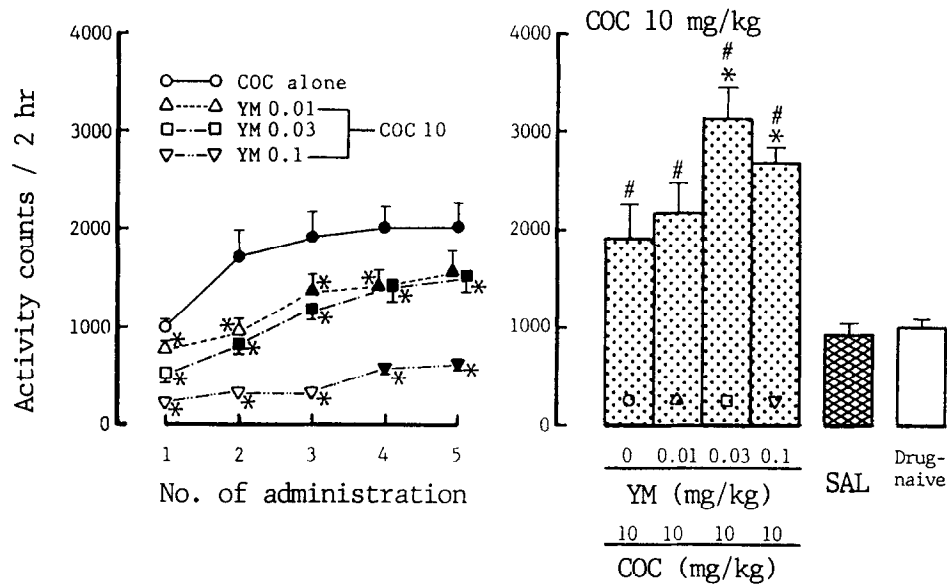 Activity counts / 2 hr
4000
3000
2000
1000
0
COC alone
YM 0.01
YM 0.03
YM 0.1
COC 10
* * * *
* * * * *
* * * * *
1 2 3 4 5
No. of administration
COC 10 mg/kg
4000
3000
2000
1000
0
# # # #
* *
0 0.01 0.03 0.1
YM (mg/kg)
10 10 10 10
COC (mg/kg)
SAL
Drug-
naive